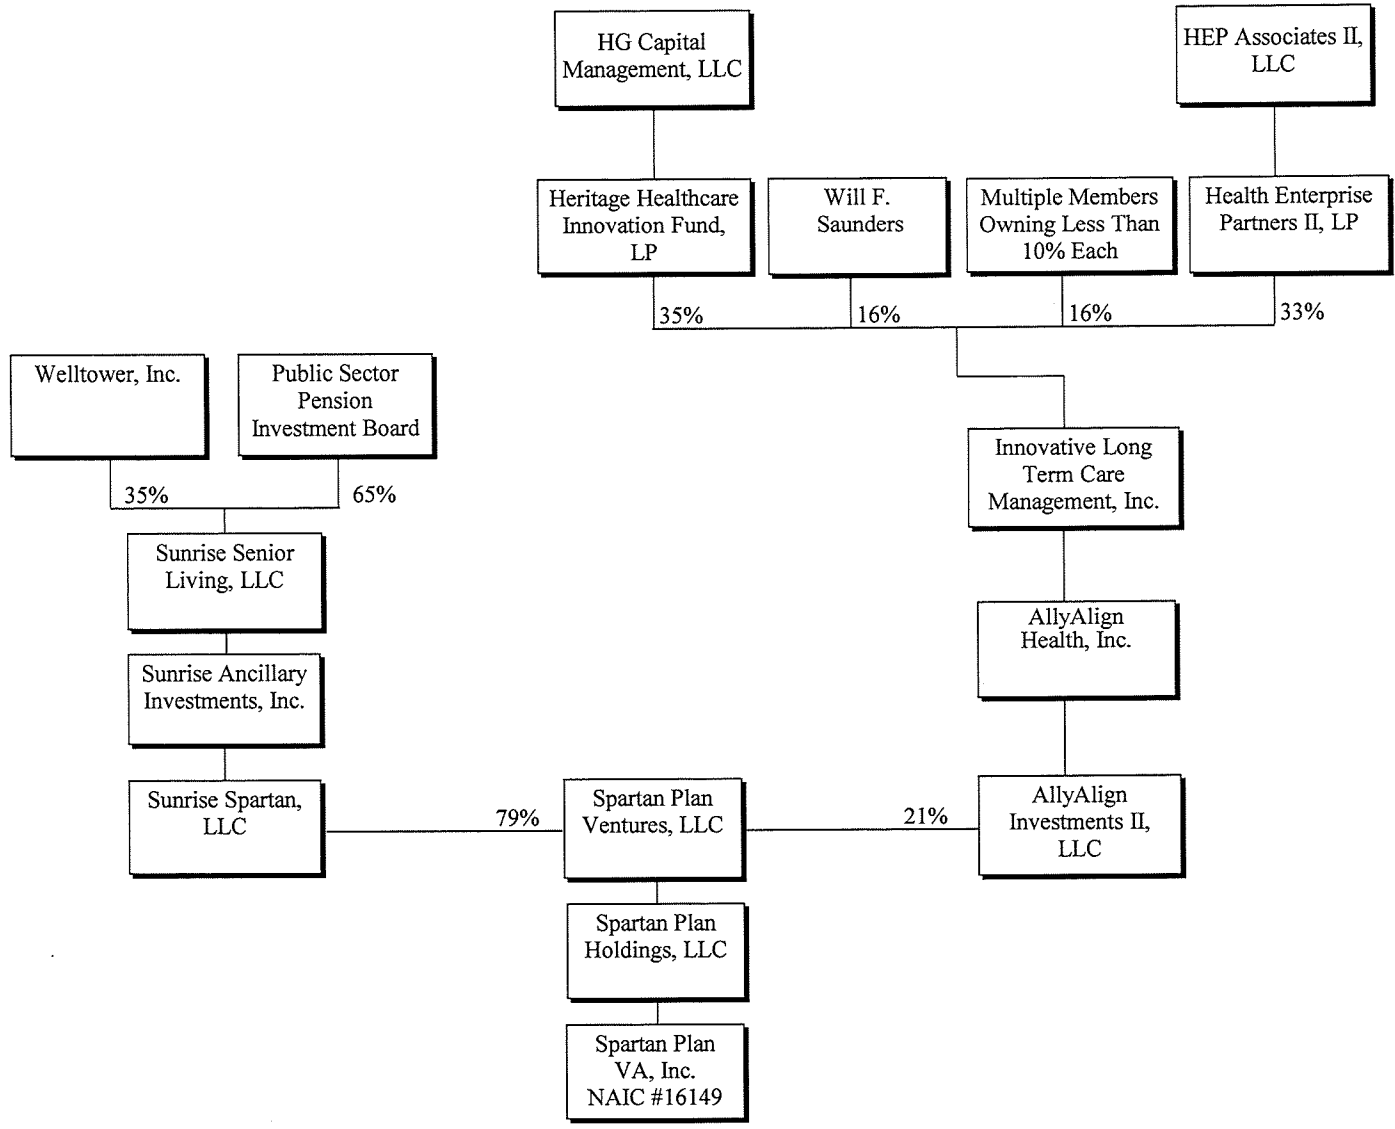 HG Capital
Management, LLC
HEP Associates II,
LLC
Heritage Healthcare
Innovation Fund,
LP
Will F.
Saunders
Multiple Members
Owning Less Than
10% Each
Health Enterprise
Partners II, LP
35%
16%
16%
33%
Welltower, Inc.
Public Sector
Pension
Investment Board
35%
65%
Innovative Long
Term Care
Management, Inc.
Sunrise Senior
Living, LLC
AllyAlign
Health, Inc.
Sunrise Ancillary
Investments, Inc.
Sunrise Spartan,
LLC
79%
Spartan Plan
Ventures, LLC
21%
AllyAlign
Investments II,
LLC
Spartan Plan
Holdings, LLC
Spartan Plan
VA, Inc.
NAIC #16149